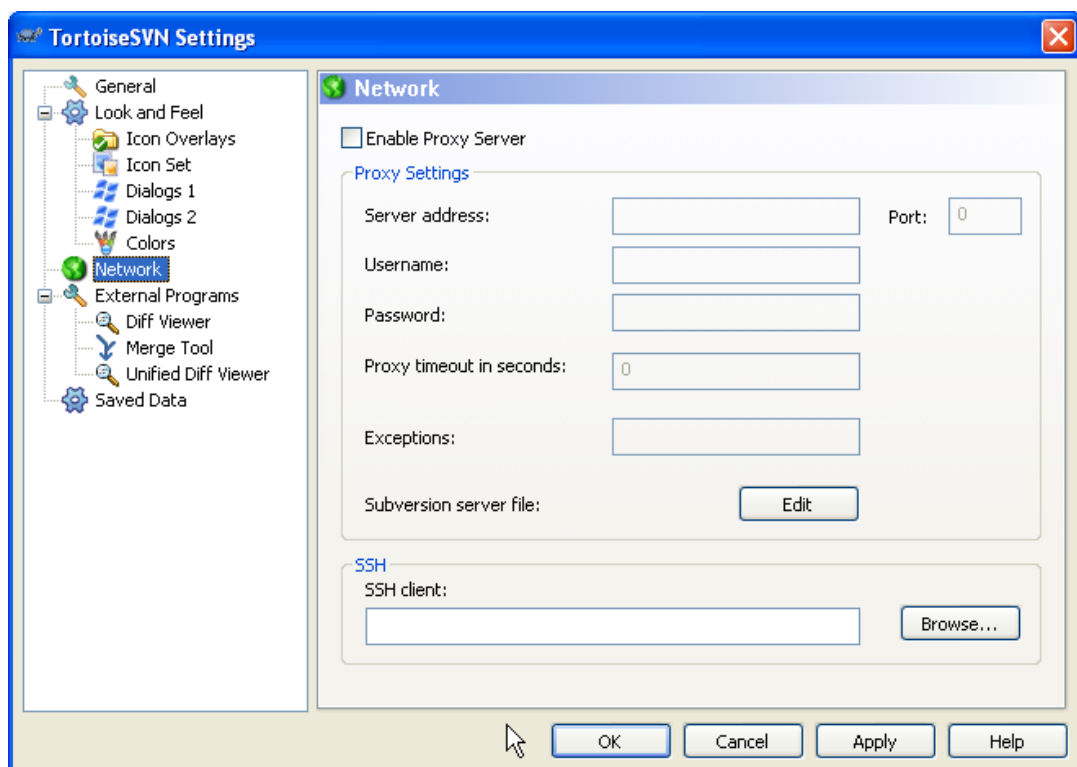 TortoiseSVN Settings
General
Look and Feel
Icon Overlays
Icon Set
Dialogs 1
Dialogs 2
Colors
Network
External Programs
Diff Viewer
Merge Tool
Unified Diff Viewer
Saved Data
Network
Enable Proxy Server
Proxy Settings
Server address:
Port: 0
Username:
Password:
Proxy timeout in seconds: 0
Exceptions:
Subversion server file: Edit
SSH
SSH client:
Browse...
OK Cancel Apply Help